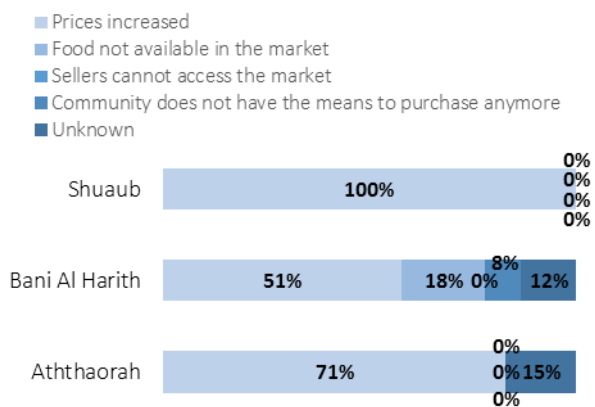 Prices increased
Food not available in the market
Sellers cannot access the market
Community does not have the means to purchase anymore
Unknown
Shuaub
100%
0%
0%
0%
0%
Bani Al Harith
51%
18%
0%
8%
12%
Aththaorah
71%
0%
0%
0%
15%